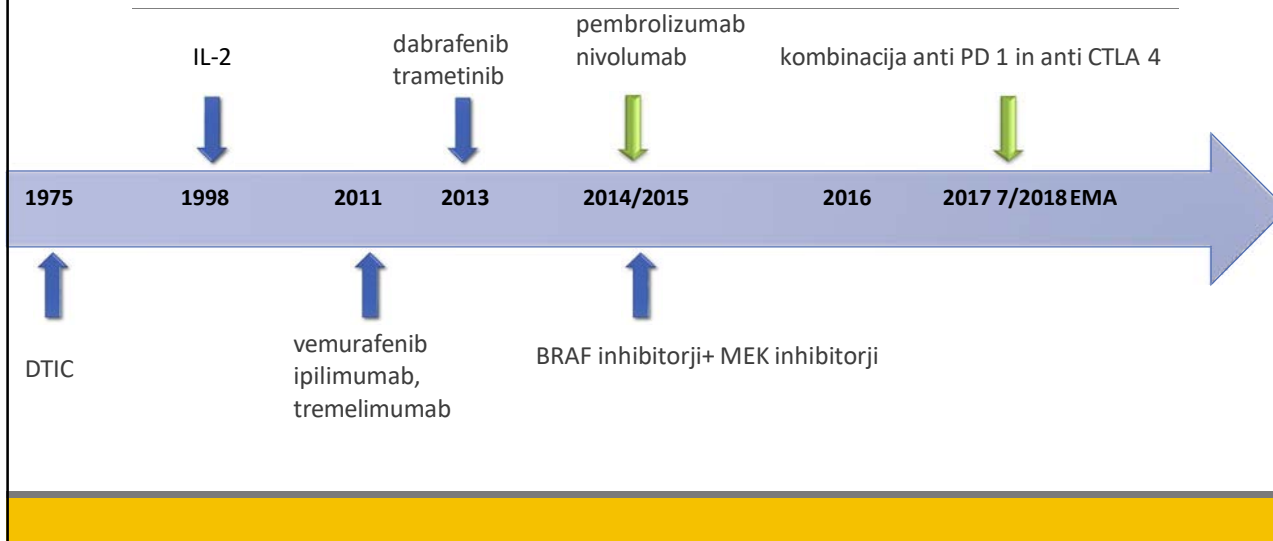 pembrolizumab
nivolumab
IL-2
dabrafenib
trametinib
kombinacija anti PD 1 in anti CTLA 4
1975 1998 2011 2013 2014/2015 2016 2017 7/2018 EMA
DTIC
vemurafenib
ipilimumab,
tremelimumab
BRAF inhibitorji+ MEK inhibitorji